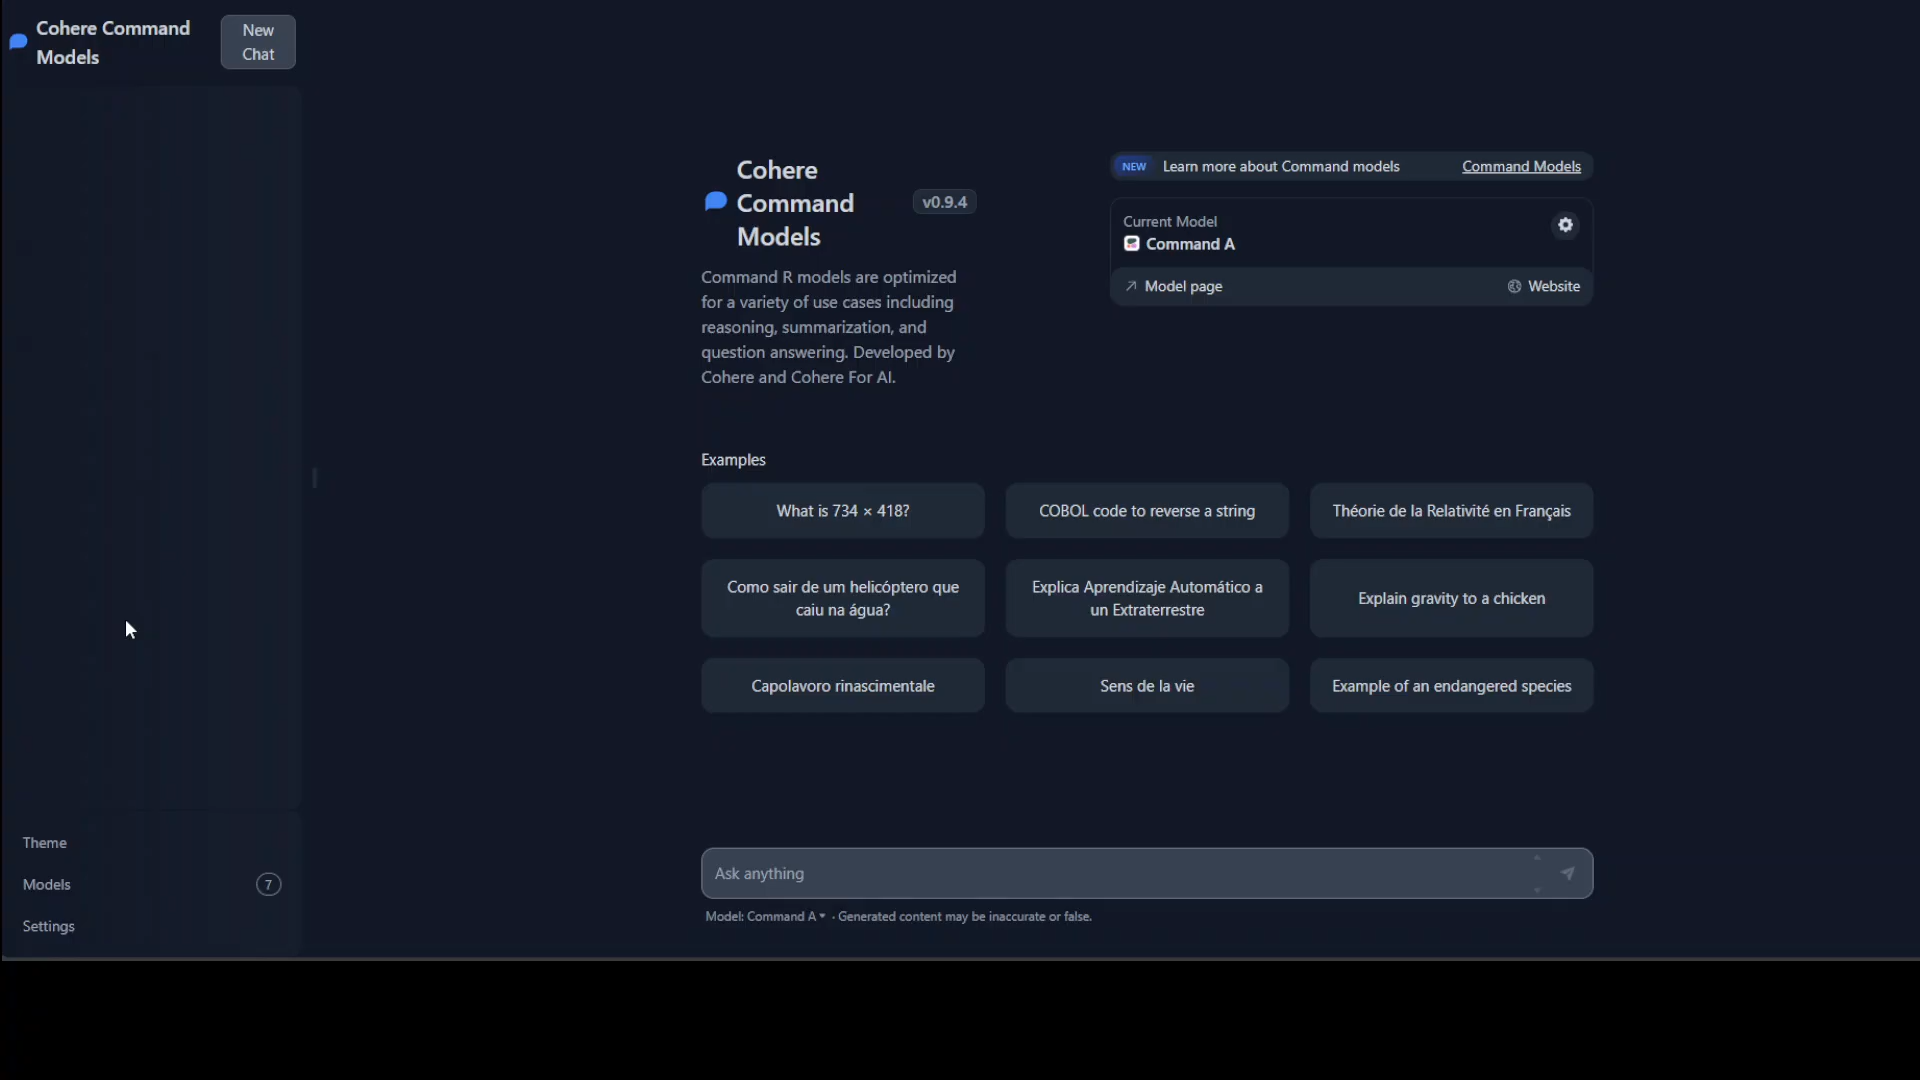 Cohere Command
Models
New
Chat
Cohere
Command
Models
v0.9.4
Command R models are optimized
for a variety of use cases including
reasoning, summarization, and
question answering. Developed by
Cohere and Cohere For AI.
NEW Learn more about Command models Command Models
Current Model
Command A
Model page Website
Examples
What is 734 × 418?
COBOL code to reverse a string
Théorie de la Relativité en Français
Como sair de um helicóptero que
caiu na água?
Explica Aprendizaje Automático a
un Extraterrestre
Explain gravity to a chicken
Capolavoro rinascimentale
Sens de la vie
Example of an endangered species
Theme
Models 7
Settings
Ask anything
Model: Command A · Generated content may be inaccurate or false.